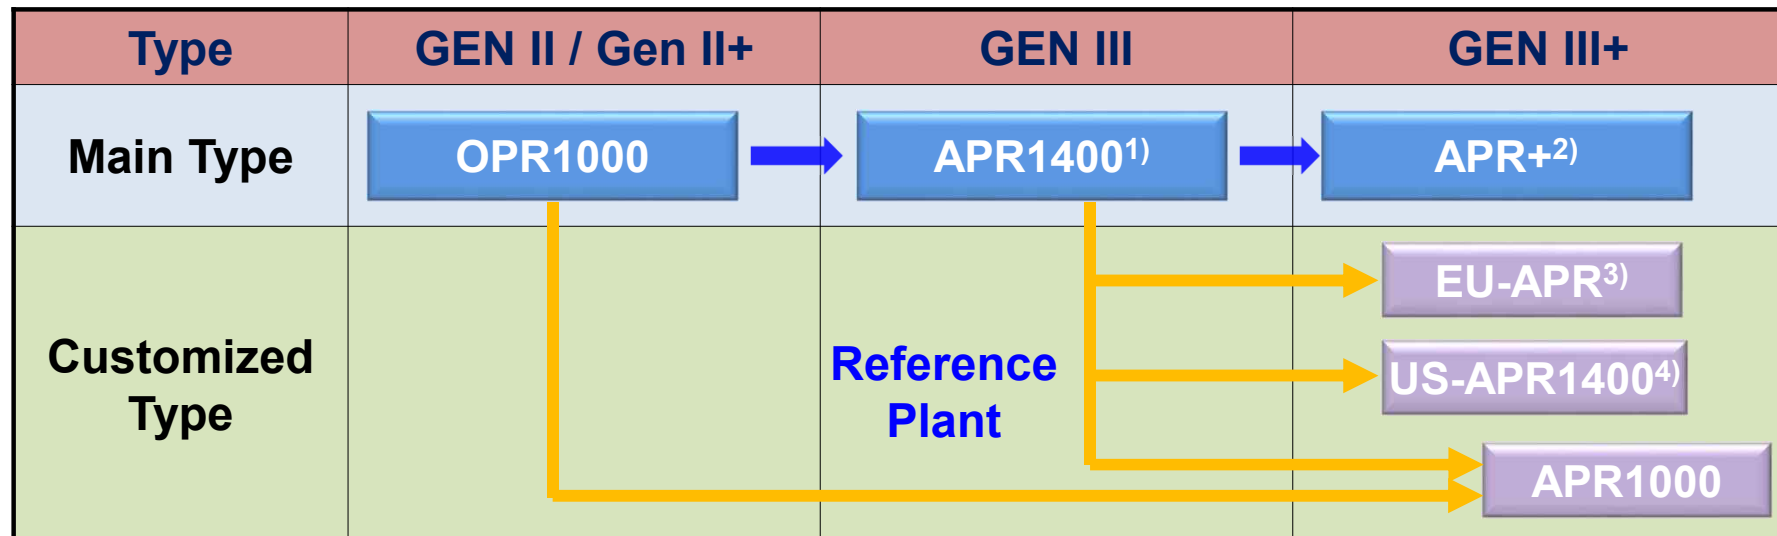 Type GEN II / Gen II+ GEN III GEN III+
Main Type OPR1000 APR1400¹⁾ APR+²⁾
EU-APR³⁾
Customized
Type
Reference
Plant
US-APR1400⁴⁾
APR1000